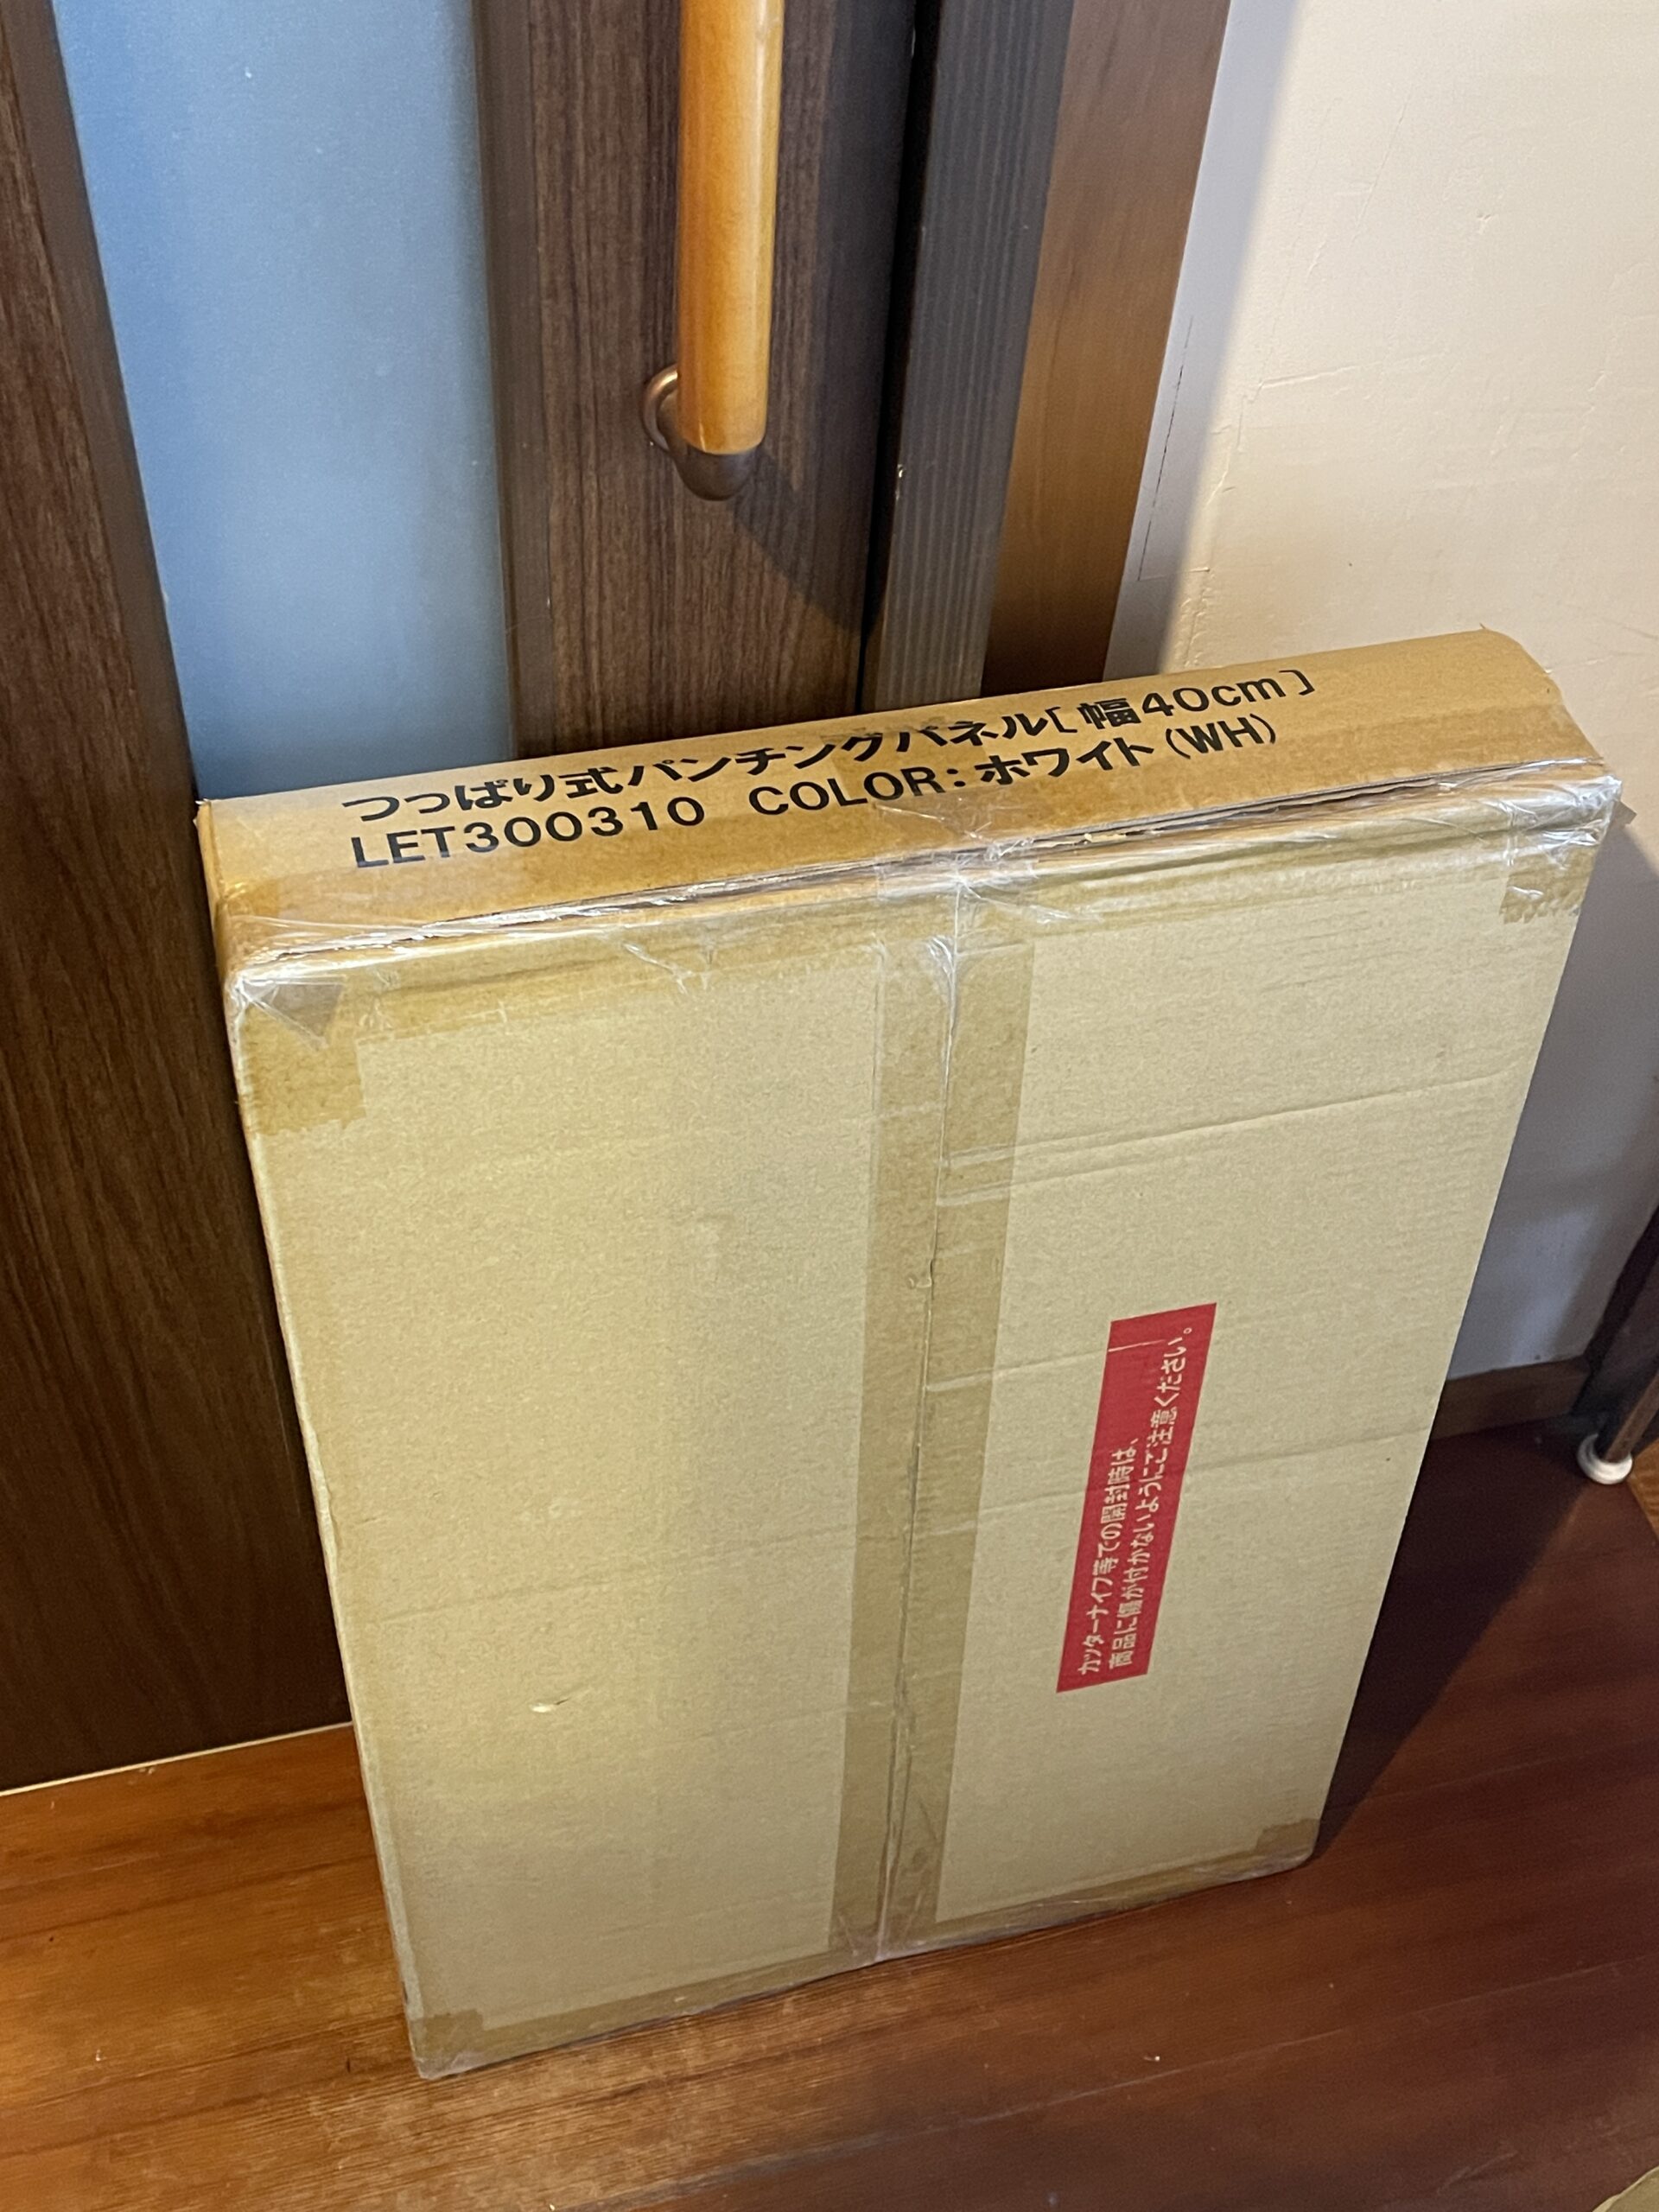 つっぱり式パンチングパネル［幅40cm］
LET300310 COLOR：ホワイト（WH）
カッターナイフ等での開封時は、
商品に傷が付かないようにご注意ください。